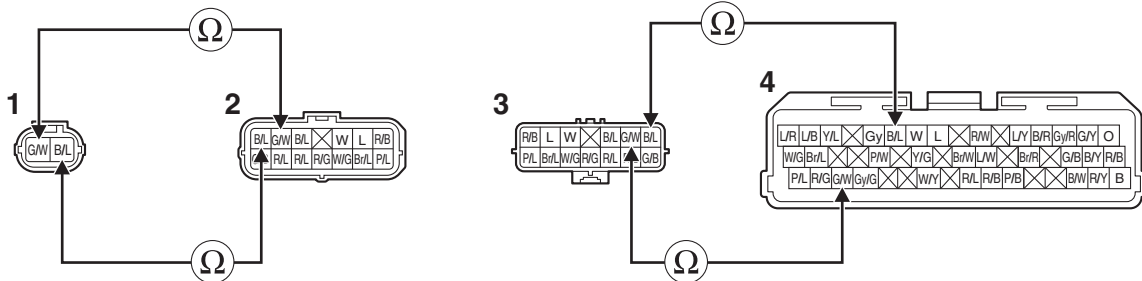 Ω Ω
1 2 3 4
G/W B/L
B/L G/W B/L W L R/B
R/L R/L R/G W/G Br/L P/L
R/B L W B/L G/W B/L
P/L Br/L W/G R/G R/L G/B
L/R L/B Y/L Gy B/L W L R/W L/Y B/R Gy/R G/Y O
W/G Br/L P/W Y/G Br/W L/W Br/R G/B B/Y R/B
P/L R/G G/W Gy/G W/Y R/L R/B P/B B/W R/Y B
Ω Ω